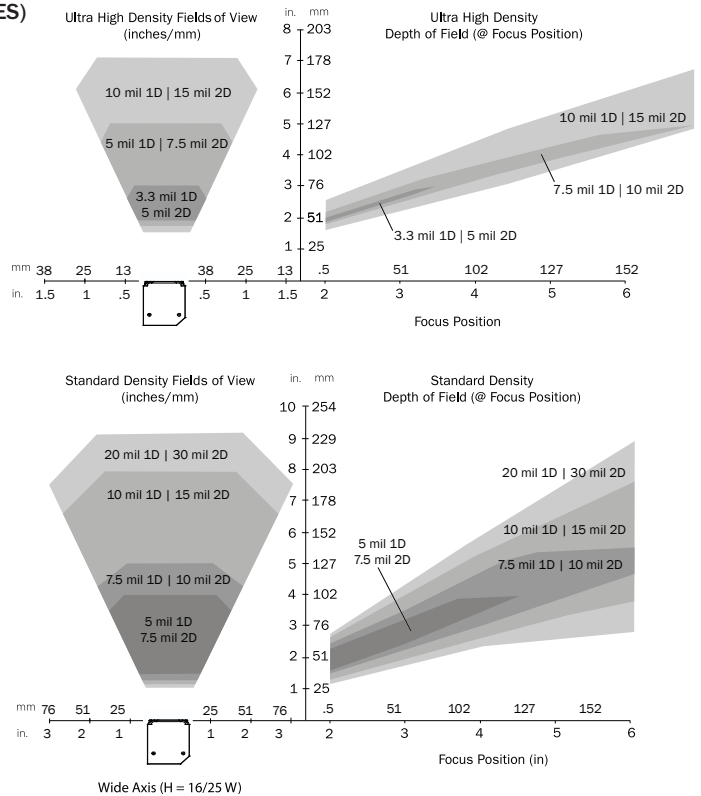 ES)
Ultra High Density Fields of View
(inches/mm)
in. mm
Ultra High Density
Depth of Field (@ Focus Position)
8 203
7 178
6 152
5 127
4 102
3 76
2 51
1 25
10 mil 1D | 15 mil 2D
5 mil 1D | 7.5 mil 2D
3.3 mil 1D
5 mil 2D
10 mil 1D | 15 mil 2D
7.5 mil 1D | 10 mil 2D
3.3 mil 1D | 5 mil 2D
mm 38 25 13 38 25 13 .5 51 102 127 152
in. 1.5 1 .5 .5 1 1.5 2 3 4 5 6
Focus Position
Standard Density Fields of View
(inches/mm)
in. mm
Standard Density
Depth of Field (@ Focus Position)
10 254
9 229
8 203
7 178
6 152
5 127
4 102
3 76
2 51
1 25
20 mil 1D | 30 mil 2D
10 mil 1D | 15 mil 2D
7.5 mil 1D | 10 mil 2D
5 mil 1D
7.5 mil 2D
20 mil 1D | 30 mil 2D
10 mil 1D | 15 mil 2D
7.5 mil 1D | 10 mil 2D
5 mil 1D
7.5 mil 2D
mm 76 51 25 25 51 76 .5 51 102 127 152
in. 3 2 1 1 2 3 2 3 4 5 6
Focus Position (in)
Wide Axis (H = 16/25 W)